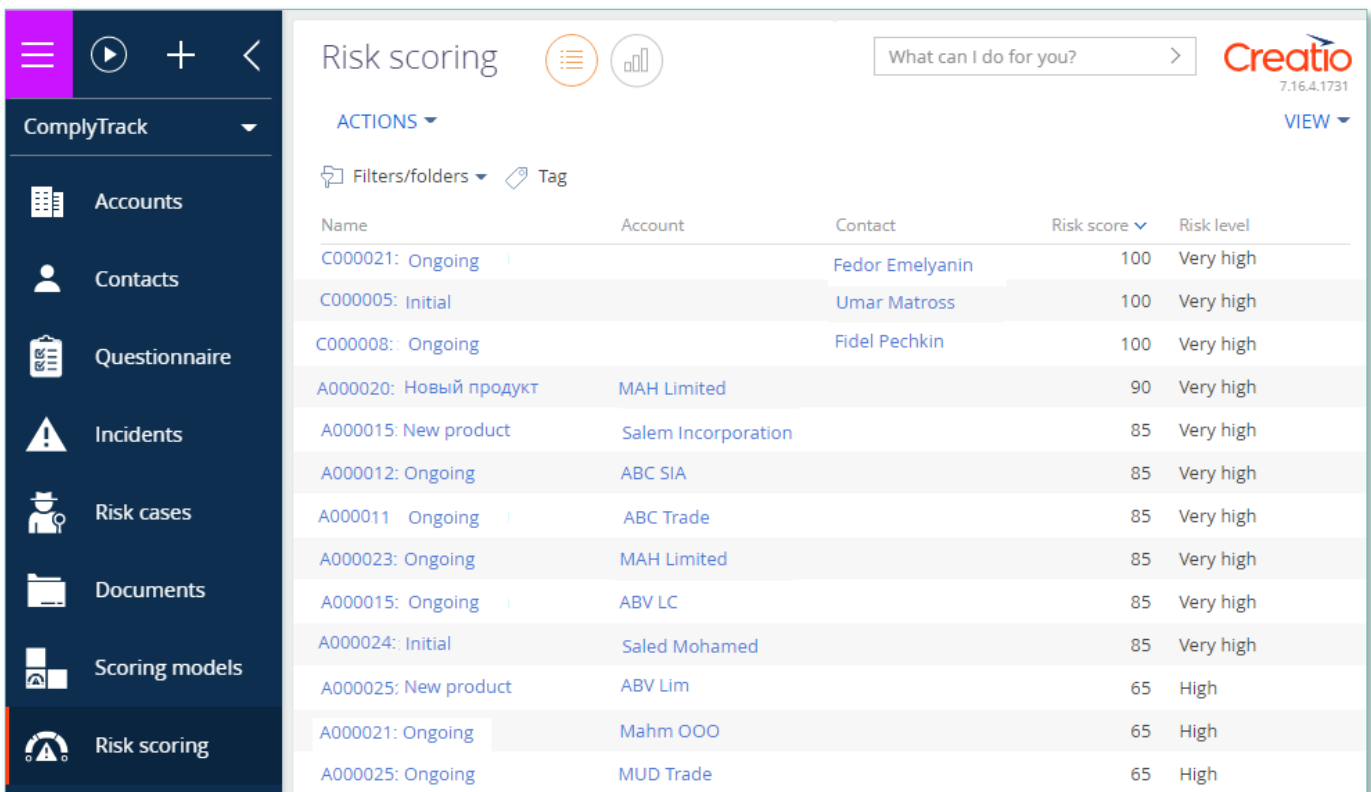 Risk scoring
What can I do for you?
Creatio
7.16.4.1731
ComplyTrack
ACTIONS
VIEW
Filters/folders Tag
Accounts
Contacts
Questionnaire
Incidents
Risk cases
Documents
Scoring models
Risk scoring
Name Account Contact Risk score Risk level
C000021: Ongoing Fedor Emelyanin 100 Very high
C000005: Initial Umar Matross 100 Very high
C000008:: Ongoing Fidel Pechkin 100 Very high
A000020: Новый продукт MAH Limited 90 Very high
A000015: New product Salem Incorporation 85 Very high
A000012: Ongoing ABC SIA 85 Very high
A000011 Ongoing ABC Trade 85 Very high
A000023: Ongoing MAH Limited 85 Very high
A000015: Ongoing ABV LC 85 Very high
A000024:: Initial Saled Mohamed 85 Very high
A000025: New product ABV Lim 65 High
A000021: Ongoing Mahm OOO 65 High
A000025: Ongoing MUD Trade 65 High